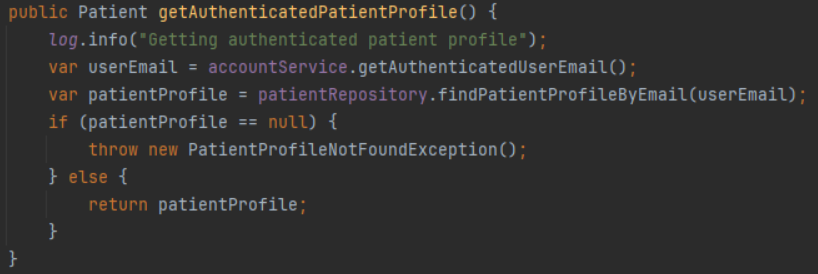 public Patient getAuthenticatedPatientProfile() {
    log.info("Getting authenticated patient profile");
    var userEmail = accountService.getAuthenticatedUserEmail();
    var patientProfile = patientRepository.findPatientProfileByEmail(userEmail);
    if (patientProfile == null) {
        throw new PatientProfileNotFoundException();
    } else {
        return patientProfile;
    }
}